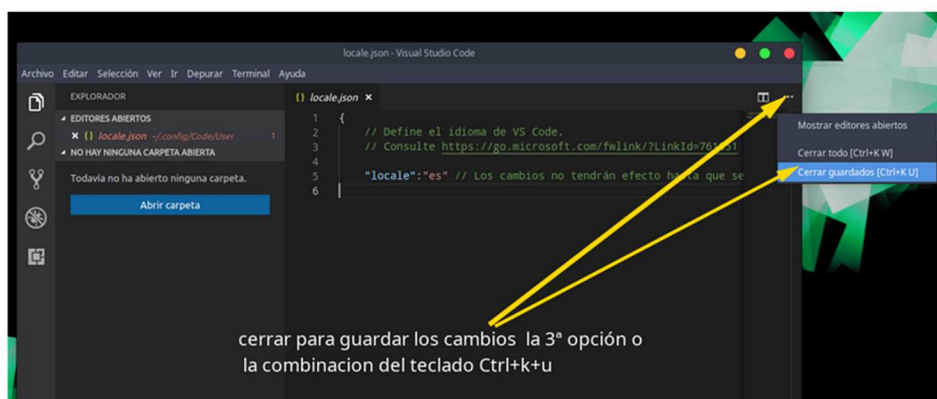 locale.json - Visual Studio Code
Archivo Editar Selección Ver Ir Depurar Terminal Ayuda
EXPLORADOR
EDITORES ABIERTOS
{} locale.json ~/.config/Code/User 1
NO HAY NINGUNA CARPETA ABIERTA
Todavía no ha abierto ninguna carpeta.
Abrir carpeta
{} locale.json ×
1 {
2 // Define el idioma de VS Code.
3 // Consulte https://go.microsoft.com/fwlink/?LinkId=761051
4
5 "locale":"es" // Los cambios no tendrán efecto hasta que se
6
Mostrar editores abiertos
Cerrar todo [Ctrl+K W]
Cerrar guardados [Ctrl+K U]
cerrar para guardar los cambios la 3ª opción o
la combinacion del teclado Ctrl+k+u